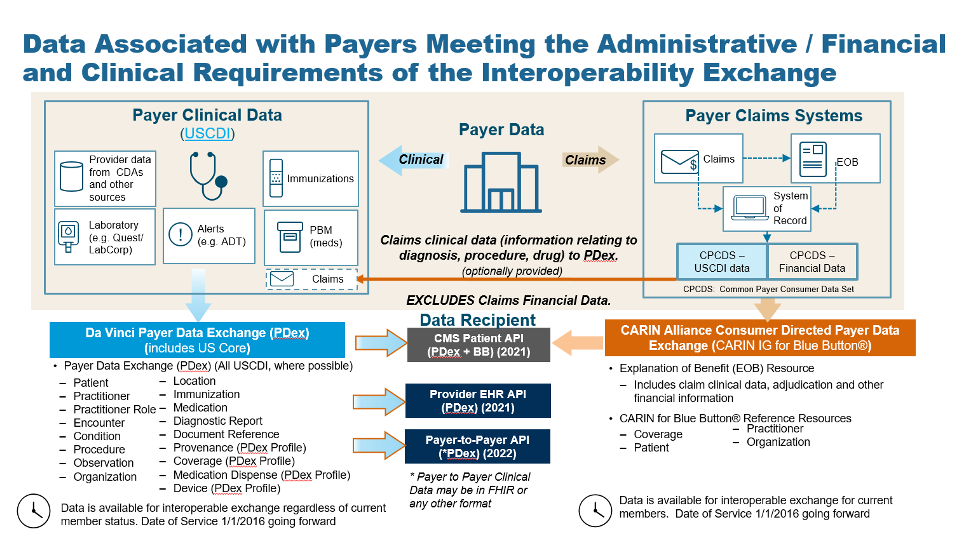 Data Associated with Payers Meeting the Administrative / Financial
and Clinical Requirements of the Interoperability Exchange
Payer Clinical Data
(USCDI)
Provider data
from CDAs
and other
sources
Immunizations
Laboratory
(e.g. Quest/
LabCorp)
Alerts
(e.g. ADT)
PBM
(meds)
Claims
Payer Data
Clinical
Claims
Claims clinical data (information relating to
diagnosis, procedure, drug) to PDex.
(optionally provided)
EXCLUDES Claims Financial Data.
Payer Claims Systems
$
Claims
EOB
System
of
Record
CPCDS –
USCDI data
CPCDS –
Financial Data
CPCDS: Common Payer Consumer Data Set
Da Vinci Payer Data Exchange (PDex)
(includes US Core)
• Payer Data Exchange (PDex) (All USCDI, where possible)
– Patient
– Practitioner
– Practitioner Role
– Encounter
– Condition
– Procedure
– Observation
– Organization
– Location
– Immunization
– Medication
– Diagnostic Report
– Document Reference
– Provenance (PDex Profile)
– Coverage (PDex Profile)
– Medication Dispense (PDex Profile)
– Device (PDex Profile)
Data is available for interoperable exchange regardless of current
member status. Date of Service 1/1/2016 going forward
Data Recipient
CMS Patient API
(PDex + BB) (2021)
Provider EHR API
(PDex) (2021)
Payer-to-Payer API
(*PDex) (2022)
* Payer to Payer Clinical
Data may be in FHIR or
any other format
CARIN Alliance Consumer Directed Payer Data
Exchange (CARIN IG for Blue Button®)
• Explanation of Benefit (EOB) Resource
– Includes claim clinical data, adjudication and other
financial information
• CARIN for Blue Button® Reference Resources
– Coverage
– Patient
– Practitioner
– Organization
Data is available for interoperable exchange for current
members. Date of Service 1/1/2016 going forward